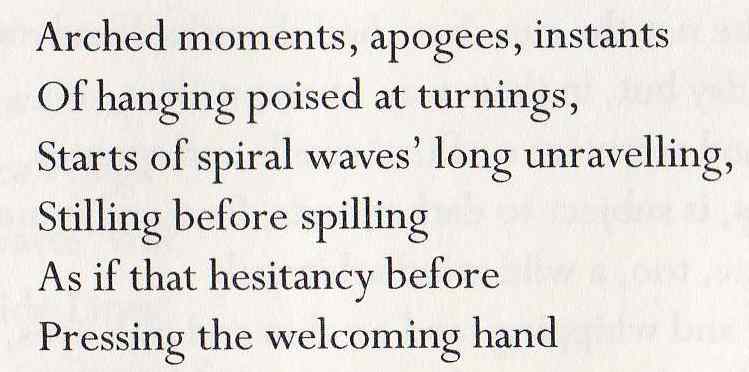 Arched moments, apogees, instants
Of hanging poised at turnings,
Starts of spiral waves’ long unravelling,
Stilling before spilling
As if that hesitancy before
Pressing the welcoming hand